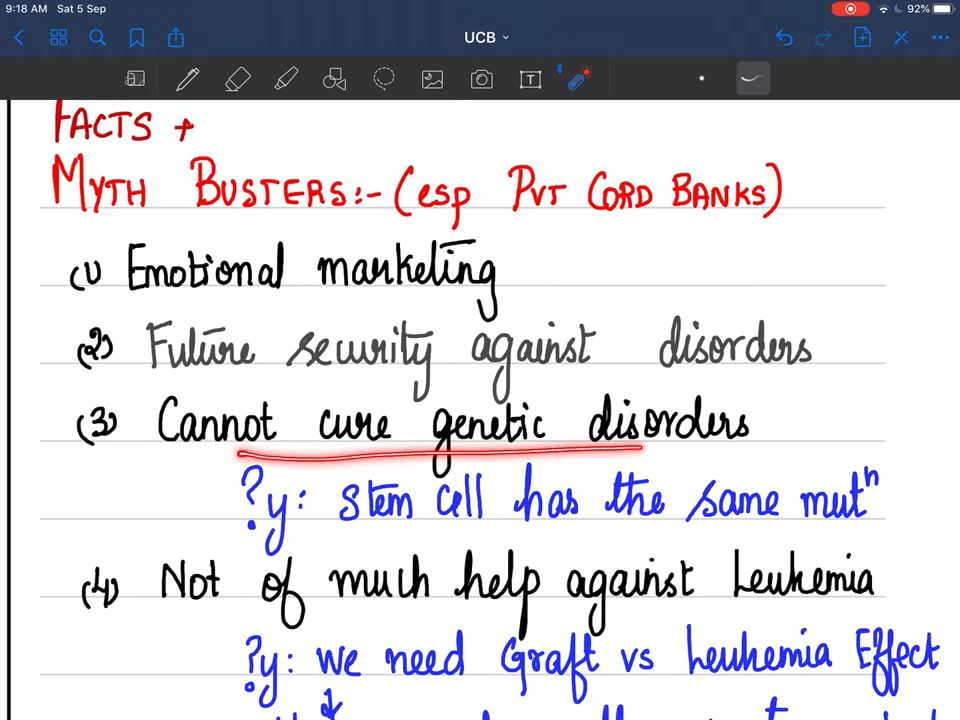 9:18 AM Sat 5 Sep 92%
UCB
T
FACTS +
MYTH BUSTERS:- (esp PVT CORD BANKS)
(1) Emotional marketing
(2) Future security against disorders
(3) Cannot cure genetic disorders
?y: Stem cell has the same mutⁿ
(4) Not of much help against Leukemia
?y: We need Graft vs Leukemia Effect